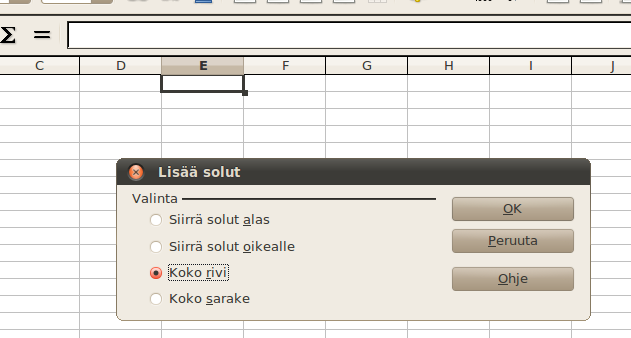 Σ =
C D E F G H I J
Lisää solut
Valinta
Siirrä solut alas
Siirrä solut oikealle
Koko rivi
Koko sarake
OK
Peruuta
Ohje